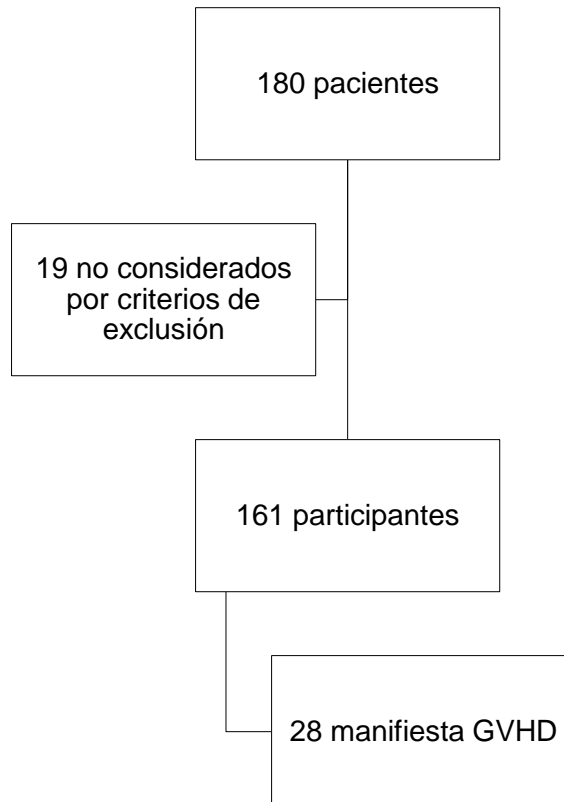 180 pacientes
19 no considerados
por criterios de
exclusión
161 participantes
28 manifiesta GVHD